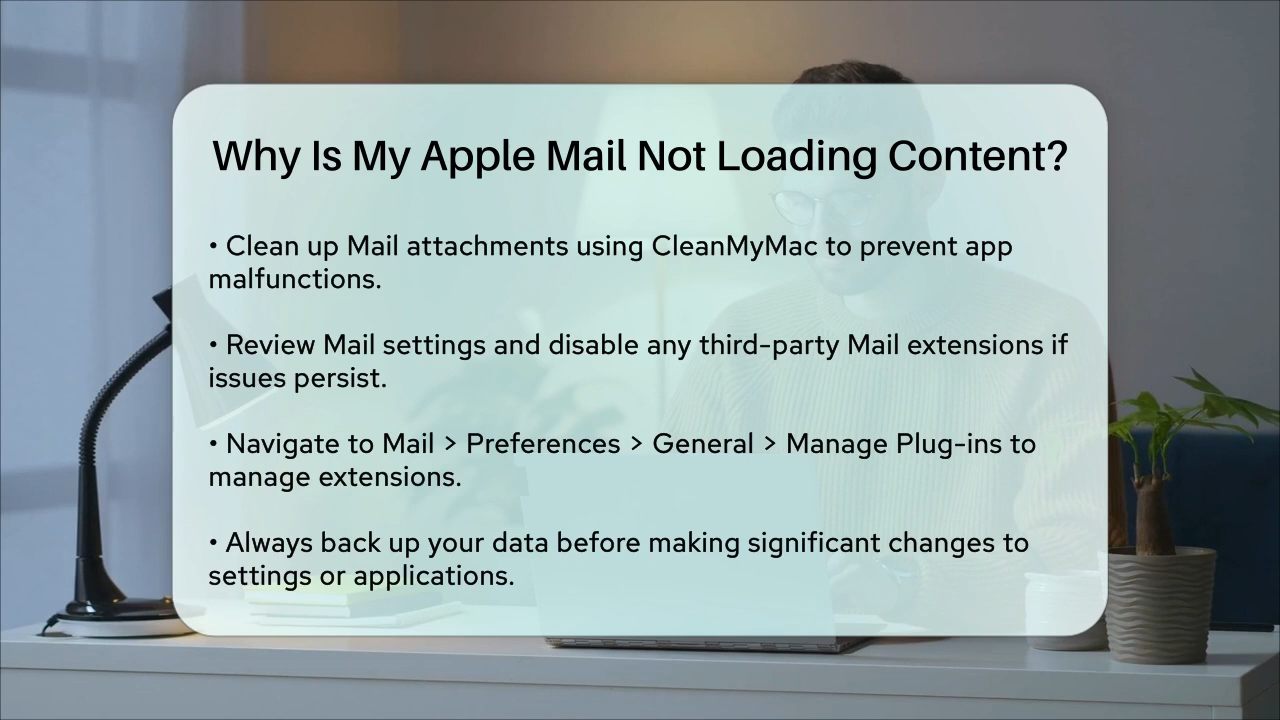 Why Is My Apple Mail Not Loading Content?
• Clean up Mail attachments using CleanMyMac to prevent app
malfunctions.
• Review Mail settings and disable any third-party Mail extensions if
issues persist.
• Navigate to Mail > Preferences > General > Manage Plug-ins to
manage extensions.
• Always back up your data before making significant changes to
settings or applications.